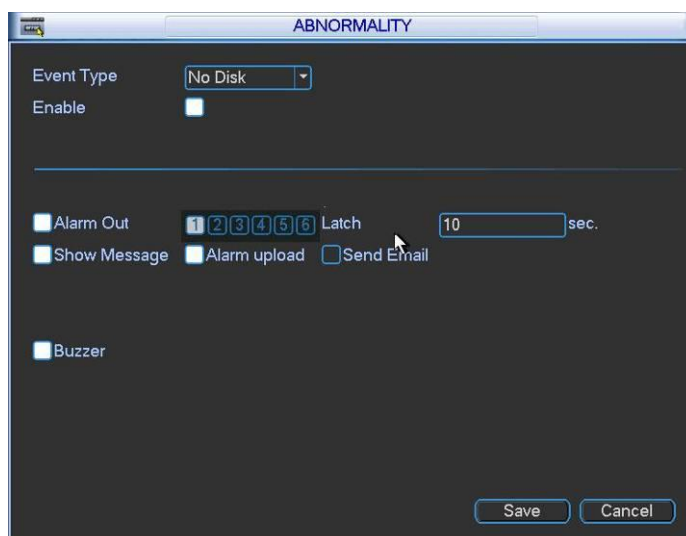 ABNORMALITY
Event Type No Disk
Enable
Alarm Out 1 2 3 4 5 6 Latch 10 sec.
Show Message Alarm upload Send Email
Buzzer
Save Cancel